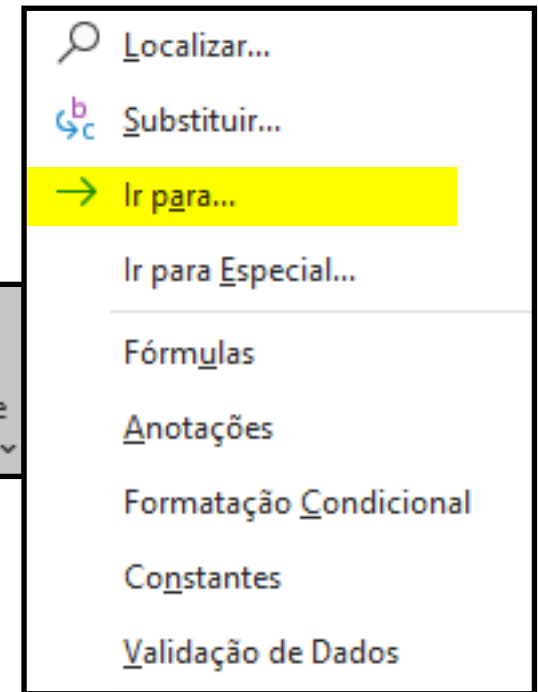 Localizar...
Substituir...
Ir para...
Ir para Especial...
Fórmulas
Anotações
Formatação Condicional
Constantes
Validação de Dados